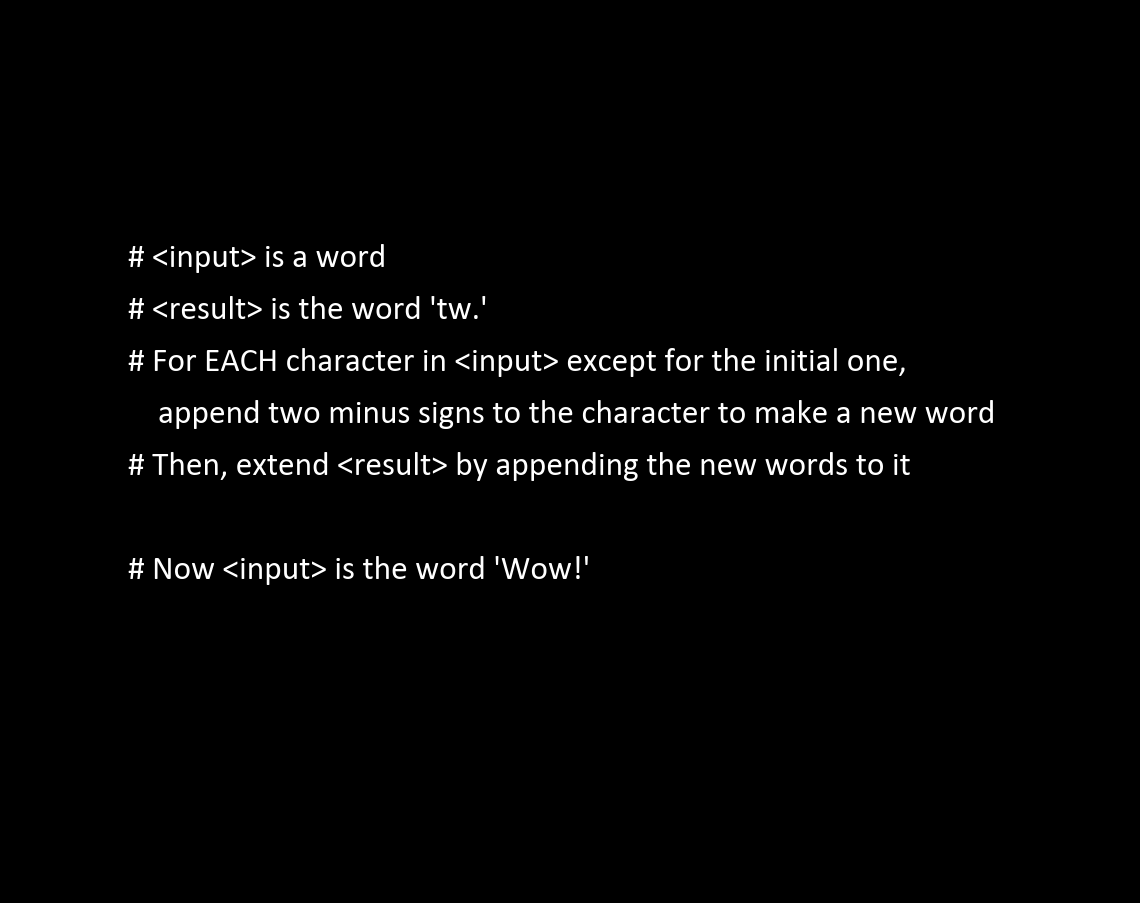 # <input> is a word
# <result> is the word 'tw.'
# For EACH character in <input> except for the initial one,
append two minus signs to the character to make a new word
# Then, extend <result> by appending the new words to it
# Now <input> is the word 'Wow!'